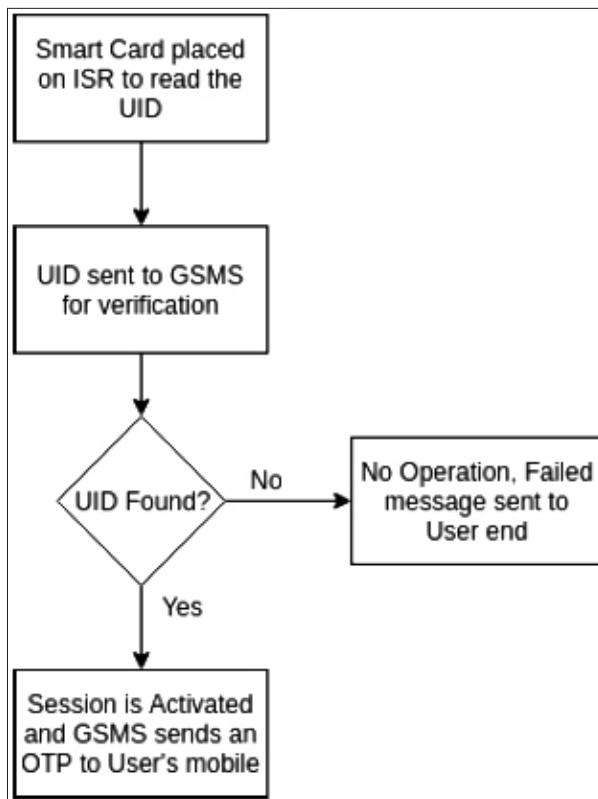 Smart Card placed
on ISR to read the
UID
UID sent to GSMS
for verification
UID Found?
No
No Operation, Failed
message sent to
User end
Yes
Session is Activated
and GSMS sends an
OTP to User's mobile